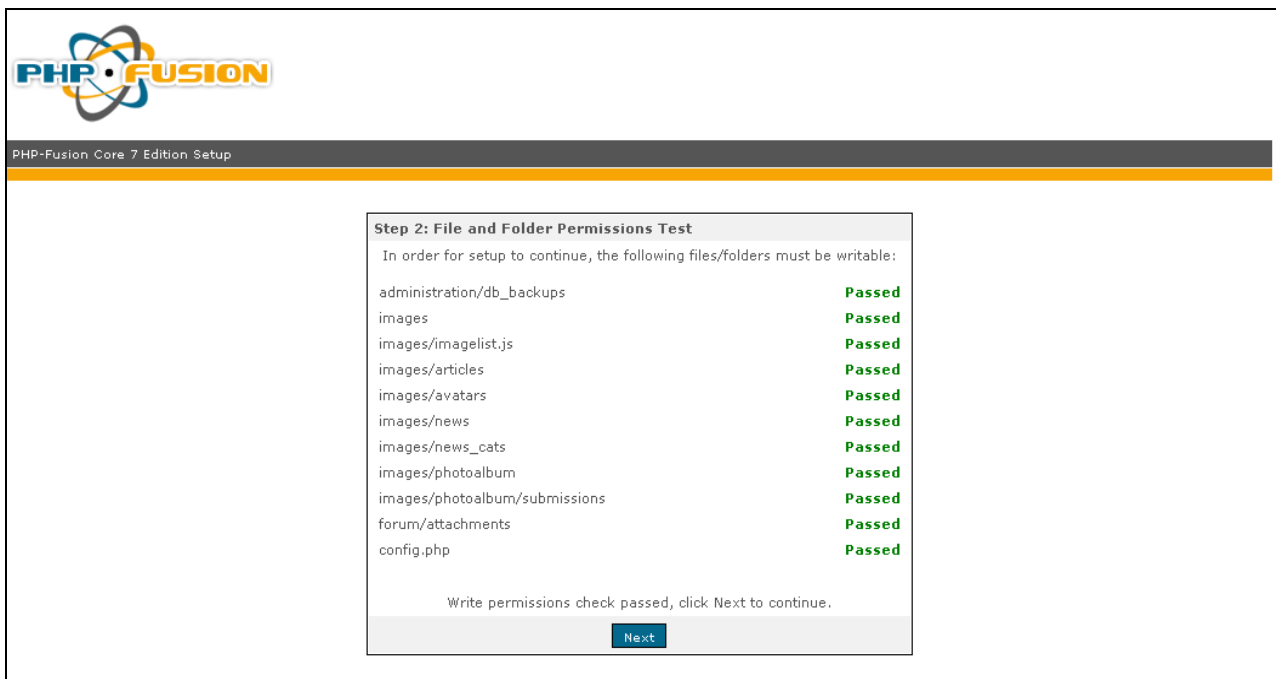 PHP·FUSION
PHP-Fusion Core 7 Edition Setup
Step 2: File and Folder Permissions Test
In order for setup to continue, the following files/folders must be writable:
administration/db_backups Passed
images Passed
images/imagelist.js Passed
images/articles Passed
images/avatars Passed
images/news Passed
images/news_cats Passed
images/photoalbum Passed
images/photoalbum/submissions Passed
forum/attachments Passed
config.php Passed
Write permissions check passed, click Next to continue.
Next